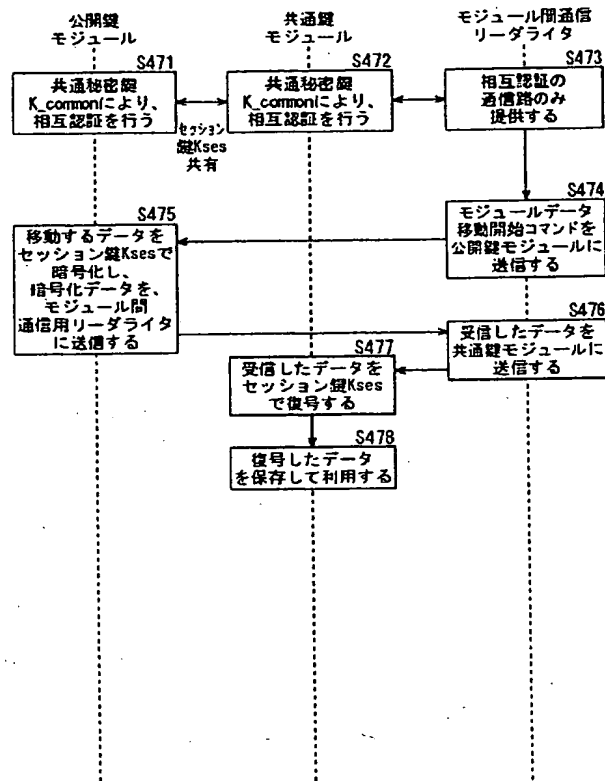 公開鍵
モジュール
共通鍵
モジュール
モジュール間通信
リーダライタ
S471
共通秘密鍵
K_commonにより、
相互認証を行う
セッション
鍵Kses
共有
S472
共通秘密鍵
K_commonにより、
相互認証を行う
S473
相互認証の
通信路のみ
提供する
S474
モジュールデータ
移動開始コマンドを
公開鍵モジュールに
送信する
S475
移動するデータを
セッション鍵Ksesで
暗号化し、
暗号化データを、
モジュール間
通信用リーダライタ
に送信する
S476
受信したデータを
共通鍵モジュールに
送信する
S477
受信したデータを
セッション鍵Kses
で復号する
S478
復号したデータ
を保存して利用する